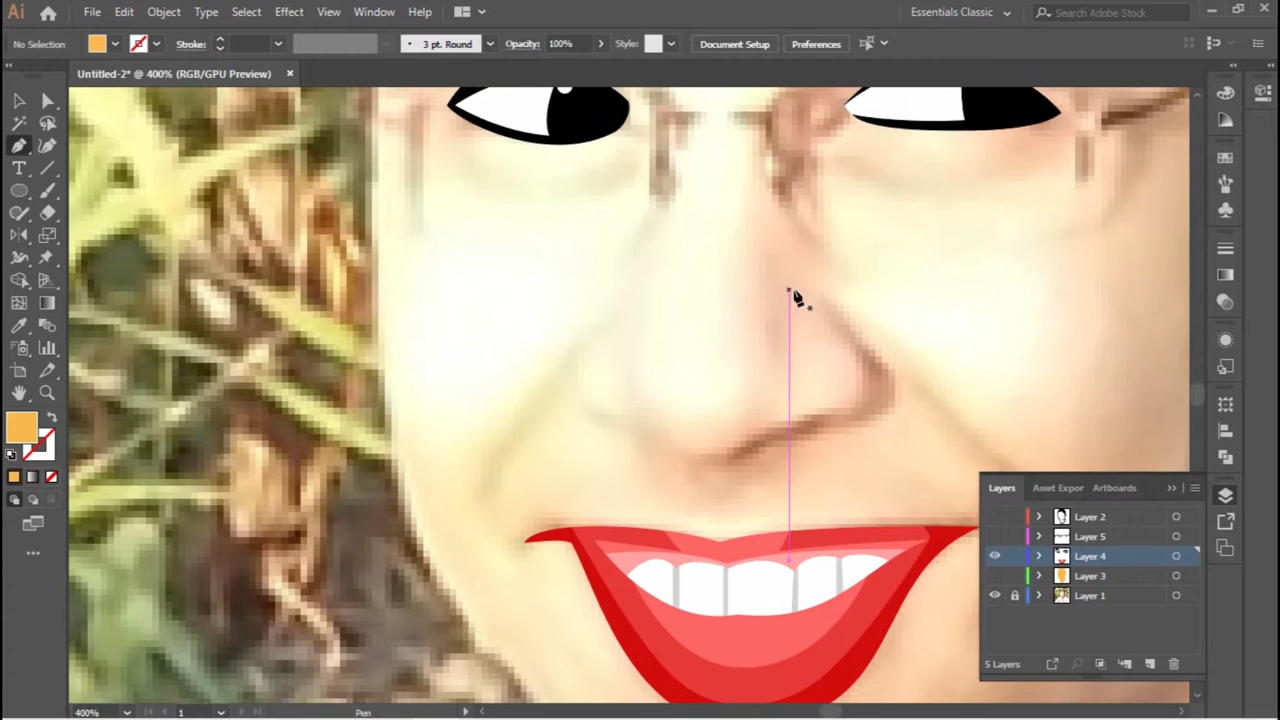 Ai File Edit Object Type Select Effect View Window Help Essentials Classic Search Adobe Stock
No Selection Stroke: 3 pt. Round Opacity: 100% Style: Document Setup Preferences
Untitled-2* @ 400% (RGB/GPU Preview)
Layers Asset Expor Artboards
Layer 2
Layer 5
Layer 4
Layer 3
Layer 1
5 Layers
400% 1 Pen